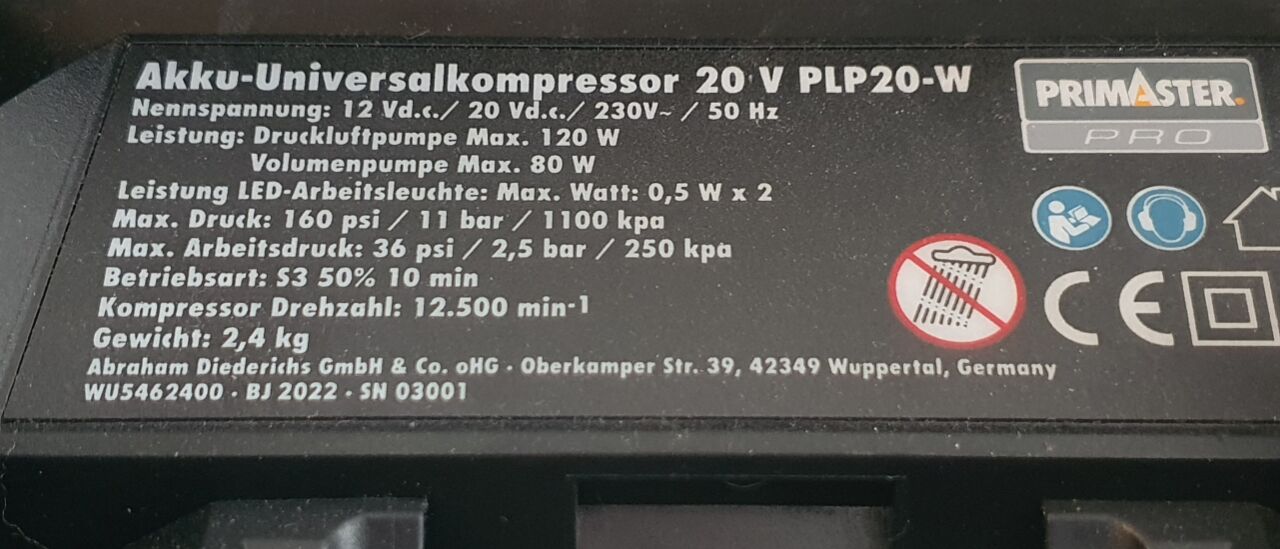 Akku-Universalkompressor 20 V PLP20-W
Nennspannung: 12 Vd.c./ 20 Vd.c./ 230V~ / 50 Hz
Leistung: Druckluftpumpe Max. 120 W
Volumenpumpe Max. 80 W
Leistung LED-Arbeitsleuchte: Max. Watt: 0,5 W x 2
Max. Druck: 160 psi / 11 bar / 1100 kpa
Max. Arbeitsdruck: 36 psi / 2,5 bar / 250 kpa
Betriebsart: S3 50% 10 min
Kompressor Drehzahl: 12.500 min-1
Gewicht: 2,4 kg
Abraham Diederichs GmbH & Co. oHG · Oberkamper Str. 39, 42349 Wuppertal, Germany
WU5462400 · BJ 2022 · SN 03001
PRIMASTER.
PRO
CE